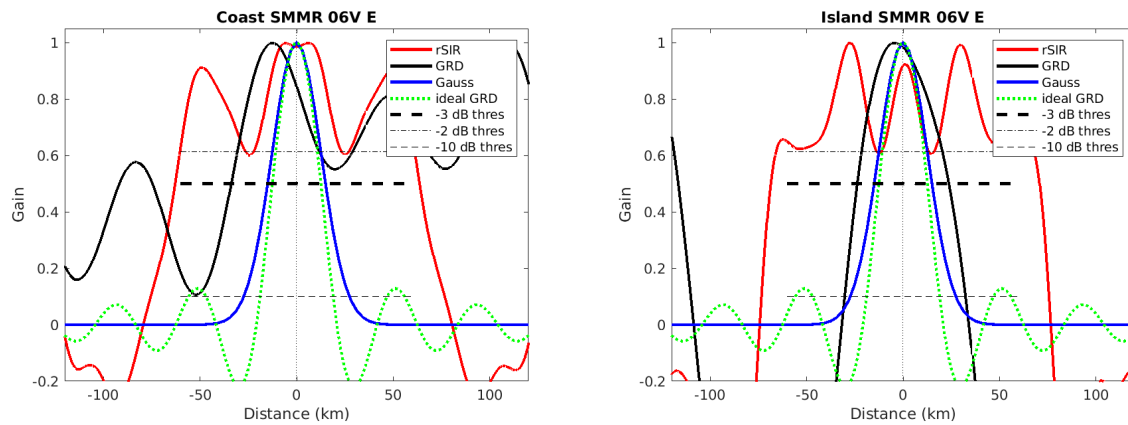 Coast SMMR 06V E
1
0.8
0.6
0.4
0.2
0
-0.2
Gain
-100
-50
0
50
100
Distance (km)
rSIR
GRD
Gauss
ideal GRD
-3 dB thres
-2 dB thres
-10 dB thres
Island SMMR 06V E
1
0.8
0.6
0.4
0.2
0
-0.2
Gain
-100
-50
0
50
100
Distance (km)
rSIR
GRD
Gauss
ideal GRD
-3 dB thres
-2 dB thres
-10 dB thres